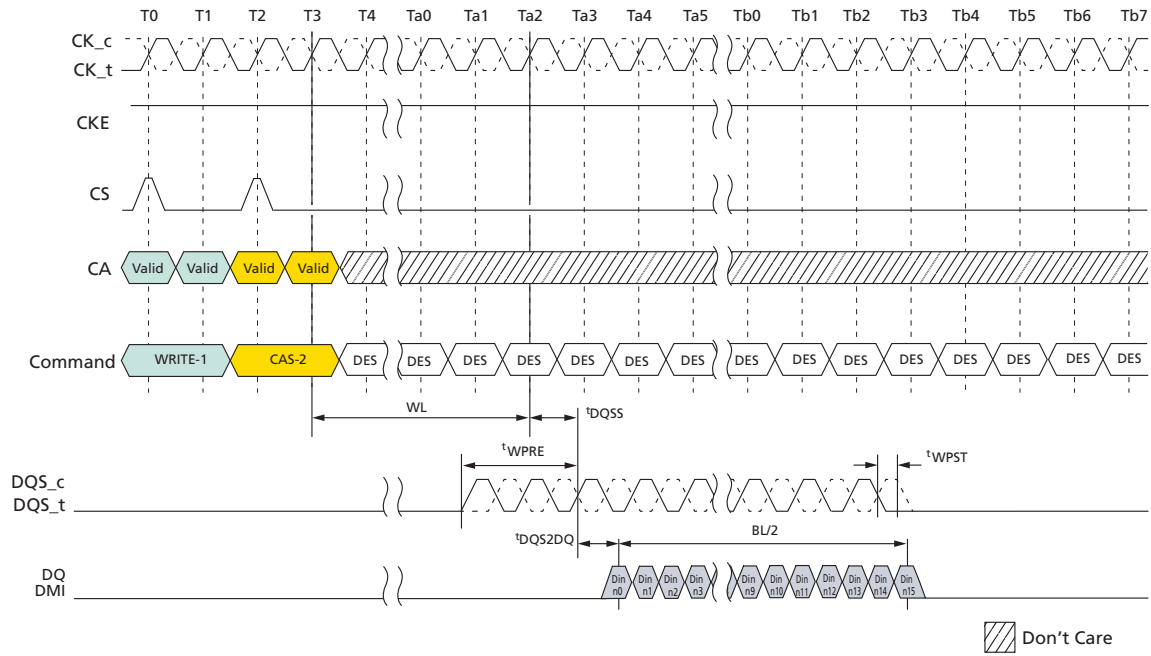 T0 T1 T2 T3 T4 Ta0 Ta1 Ta2 Ta3 Ta4 Ta5 Tb0 Tb1 Tb2 Tb3 Tb4 Tb5 Tb6 Tb7
CK_c
CK_t
CKE
CS
CA Valid Valid Valid Valid
Command WRITE-1 CAS-2 DES DES DES DES DES DES DES DES DES DES DES DES DES DES DES
WL tDQSS
tWPRE tWPST
DQS_c
DQS_t
tDQS2DQ BL/2
DQ
DMI
Din n0 Din n1 Din n2 Din n3 Din n9 Din n10 Din n11 Din n12 Din n13 Din n14 Din n15
Don't Care